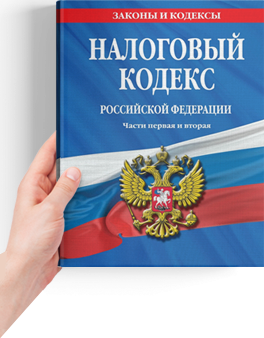 ЗАКОНЫ И КОДЕКСЫ
НАЛОГОВЫЙ
КОДЕКС
РОССИЙСКОЙ ФЕДЕРАЦИИ
Части первая и вторая